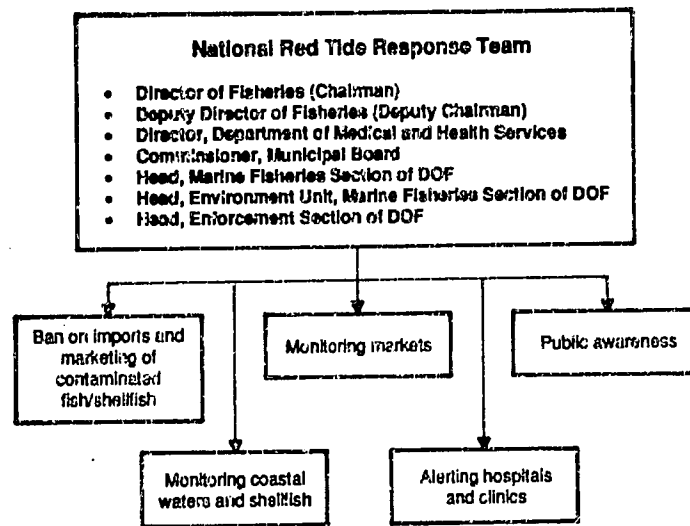 National Red Tide Response Team
• Director of Fisheries (Chairman)
• Deputy Director of Fisheries (Deputy Chairman)
• Director, Department of Medical and Health Services
• Commissioner, Municipal Board
• Head, Marine Fisheries Section of DOF
• Head, Environment Unit, Marine Fisheries Section of DOF
• Head, Enforcement Section of DOF
Ban on imports and
marketing of
contaminated
fish/shellfish
Monitoring markets
Public awareness
Monitoring coastal
waters and shellfish
Alerting hospitals
and clinics